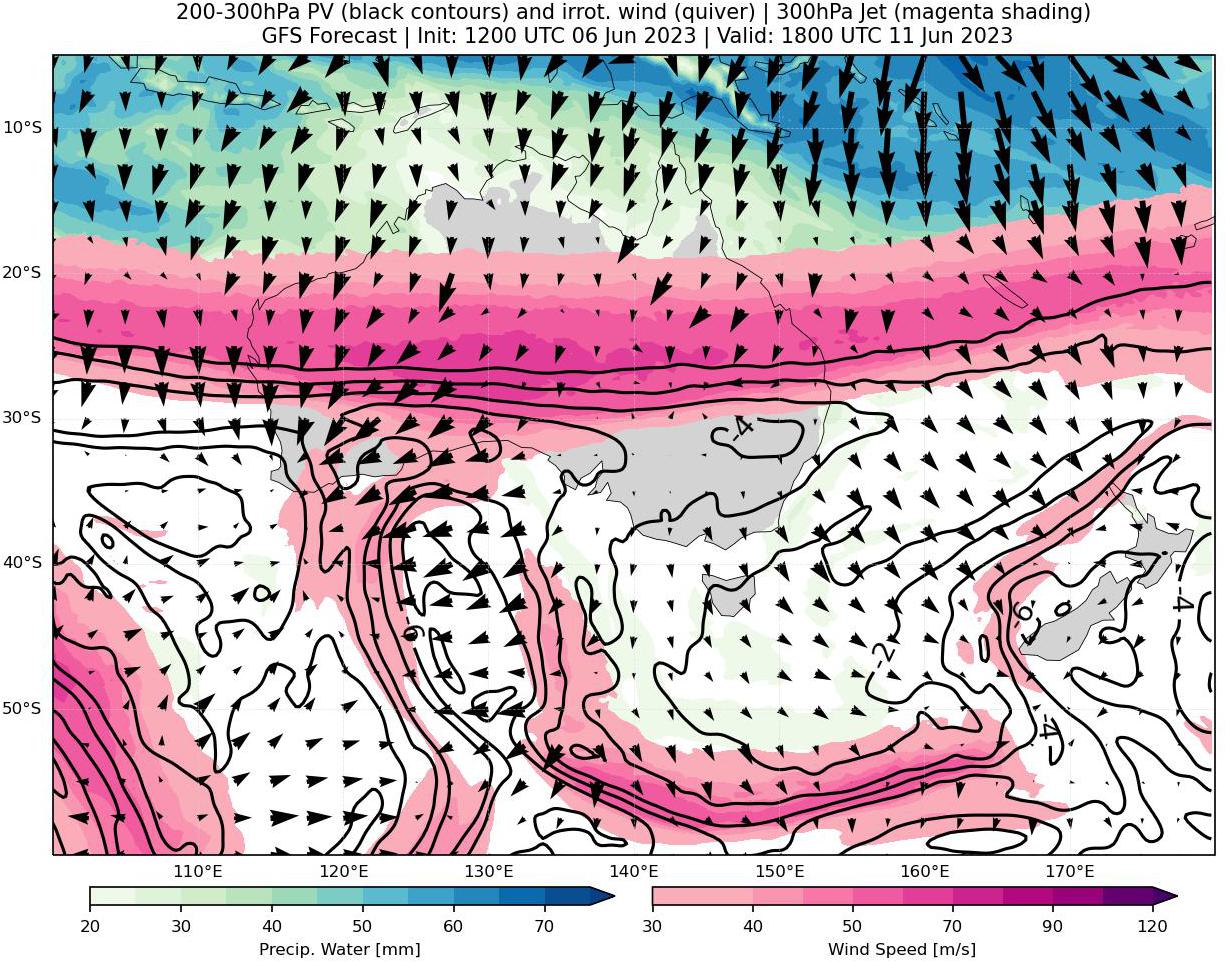 200-300hPa PV (black contours) and irrot. wind (quiver) | 300hPa Jet (magenta shading)
GFS Forecast | Init: 1200 UTC 06 Jun 2023 | Valid: 1800 UTC 11 Jun 2023
10°S
20°S
30°S
-4
40°S
-6
-6
-4
-2
50°S
-4
110°E 120°E 130°E 140°E 150°E 160°E 170°E
20 30 40 50 60 70
30 40 50 70 90 120
Precip. Water [mm]
Wind Speed [m/s]